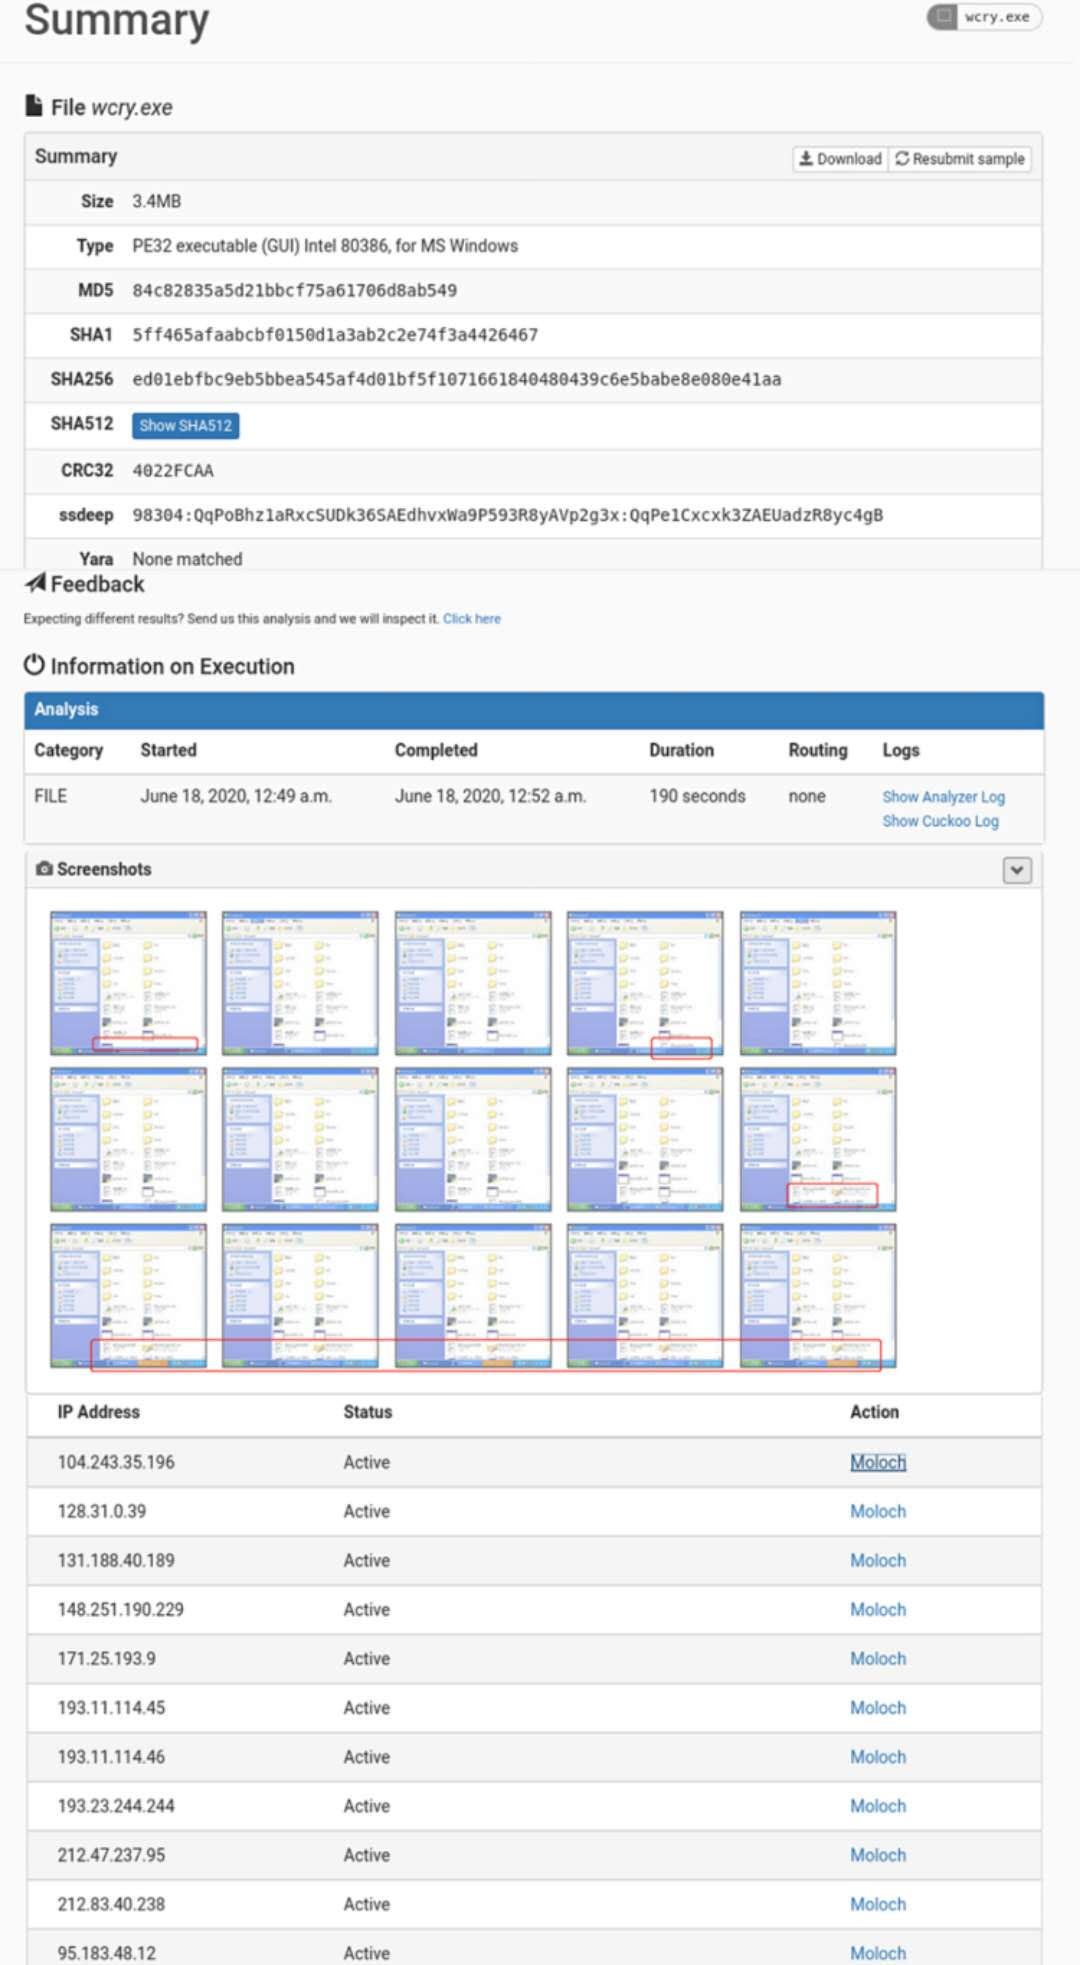 Summary
wcry.exe
File wcry.exe
Summary
Download
Resubmit sample
Size 3.4MB
Type PE32 executable (GUI) Intel 80386, for MS Windows
MD5 84c82835a5d21bbcf75a61706d8ab549
SHA1 5ff465afaabcbf0150d1a3ab2c2e74f3a4426467
SHA256 ed01ebfbc9eb5bbea545af4d01bf5f1071661840480439c6e5babe8e080e41aa
SHA512 Show SHA512
CRC32 4022FCAA
ssdeep 98304:QqPoBhz1aRxcSUDk36SAEdhvxWa9P593R8yAVp2g3x:QqPe1Cxcxk3ZAEUadzR8yc4gB
Yara None matched
Feedback
Expecting different results? Send us this analysis and we will inspect it. Click here
Information on Execution
Analysis
Category Started Completed Duration Routing Logs
FILE June 18, 2020, 12:49 a.m. June 18, 2020, 12:52 a.m. 190 seconds none Show Analyzer Log
Show Cuckoo Log
Screenshots
IP Address Status Action
104.243.35.196 Active Moloch
128.31.0.39 Active Moloch
131.188.40.189 Active Moloch
148.251.190.229 Active Moloch
171.25.193.9 Active Moloch
193.11.114.45 Active Moloch
193.11.114.46 Active Moloch
193.23.244.244 Active Moloch
212.47.237.95 Active Moloch
212.83.40.238 Active Moloch
95.183.48.12 Active Moloch